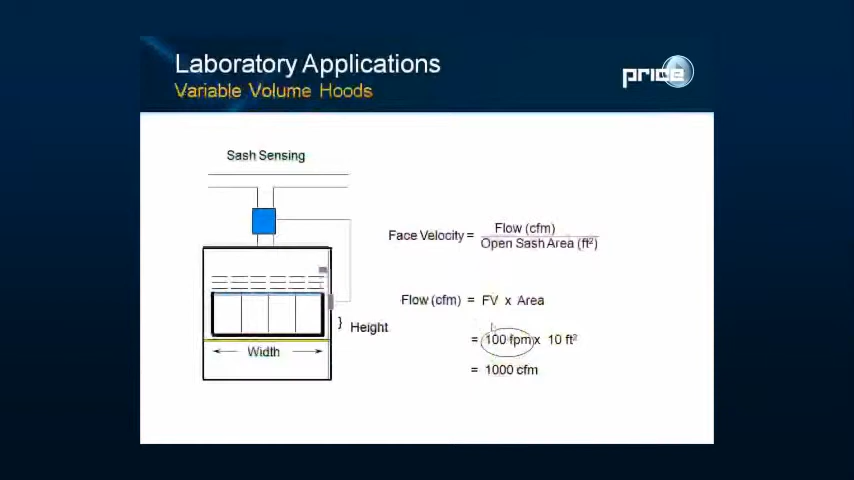 Laboratory Applications
Variable Volume Hoods
price
Sash Sensing
Face Velocity = Flow (cfm)
Open Sash Area (ft²)
Flow (cfm) = FV x Area
} Height
= 100 fpm x 10 ft²
Width
= 1000 cfm